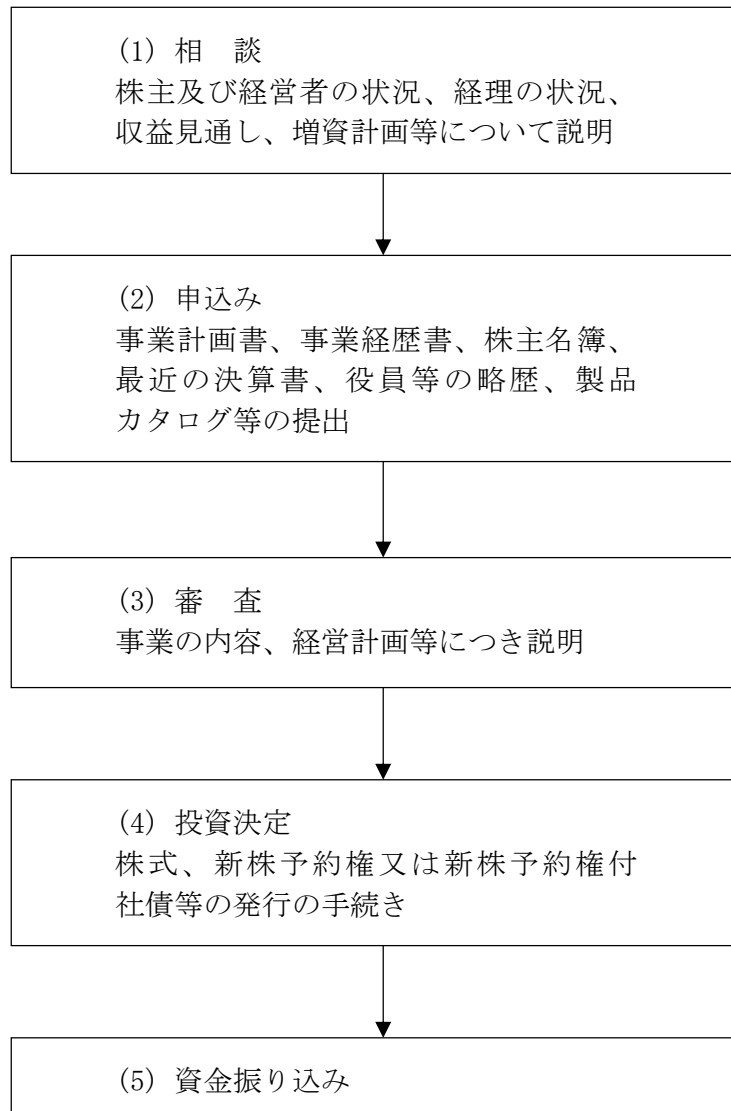 (1) 相　談
株主及び経営者の状況、経理の状況、
収益見通し、増資計画等について説明
(2) 申込み
事業計画書、事業経歴書、株主名簿、
最近の決算書、役員等の略歴、製品
カタログ等の提出
(3) 審　査
事業の内容、経営計画等につき説明
(4) 投資決定
株式、新株予約権又は新株予約権付
社債等の発行の手続き
(5) 資金振り込み